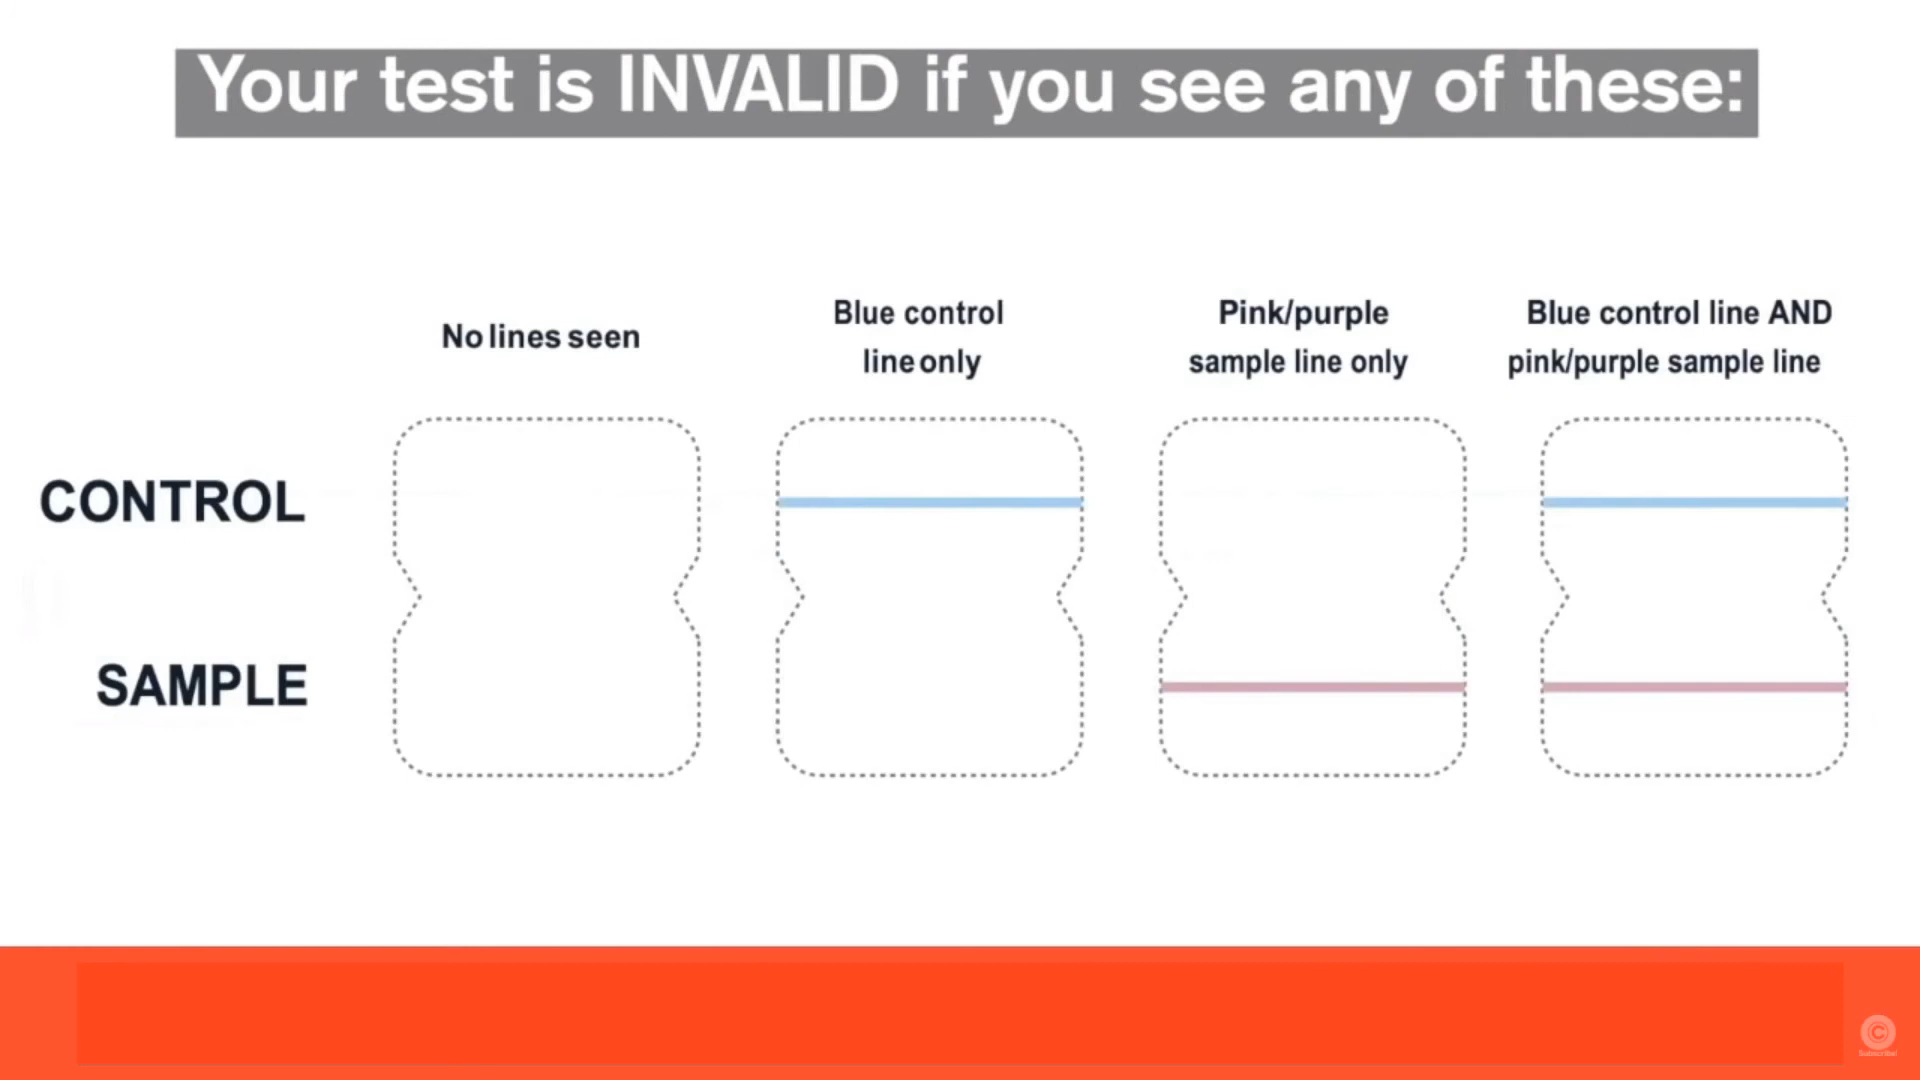 Your test is INVALID if you see any of these:
No lines seen
Blue control
line only
Pink/purple
sample line only
Blue control line AND
pink/purple sample line
CONTROL
SAMPLE
C
Subscribe!